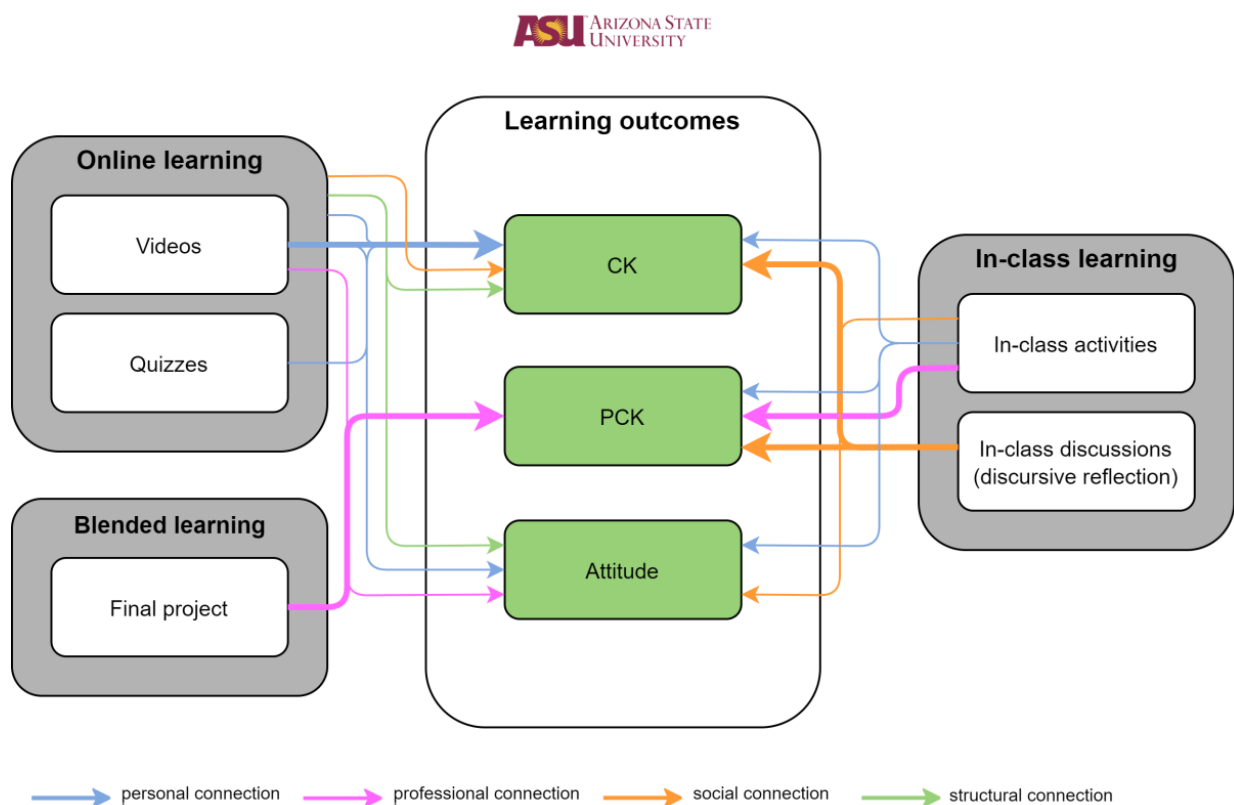 ASU ARIZONA STATE
UNIVERSITY
Learning outcomes
Online learning
Videos
Quizzes
Blended learning
Final project
CK
PCK
Attitude
In-class learning
In-class activities
In-class discussions
(discursive reflection)
personal connection
professional connection
social connection
structural connection